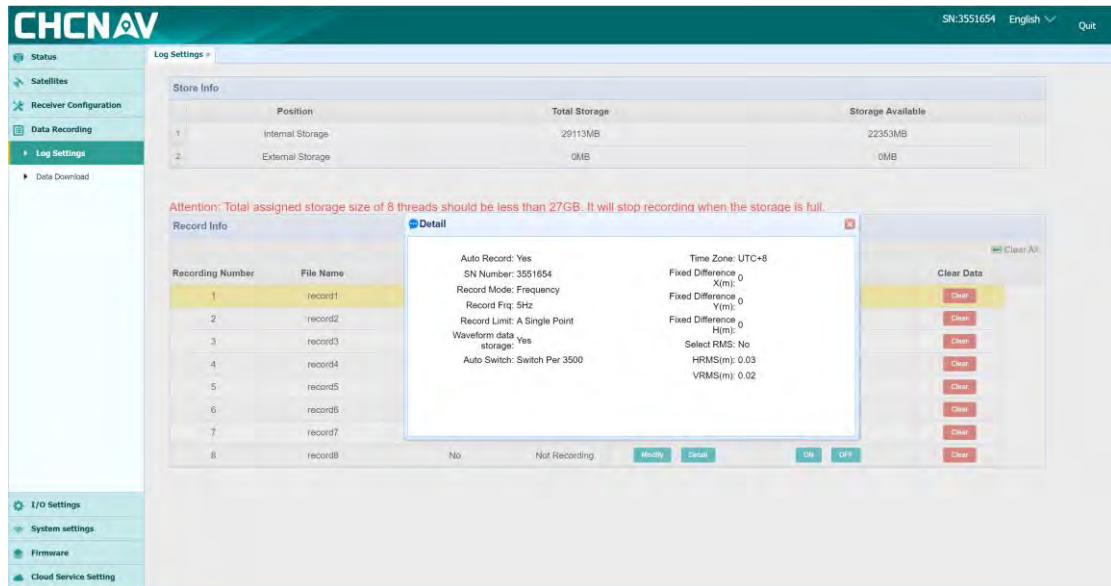 CHCNAV
SN:3551654 English Quit
Status
Satellites
Receiver Configuration
Data Recording
Log Settings
Data Download
I/O Settings
System settings
Firmware
Cloud Service Setting
Log Settings ×
Store Info
Position Total Storage Storage Available
1 Internal Storage 29113MB 22353MB
2 External Storage 0MB 0MB
Attention: Total assigned storage size of 8 threads should be less than 27GB. It will stop recording when the storage is full.
Record Info
Clear All
Recording Number File Name Clear Data
1 record1 Clear
2 record2 Clear
3 record3 Clear
4 record4 Clear
5 record5 Clear
6 record6 Clear
7 record7 Clear
8 record8 No Not Recording Modify Detail ON OFF Clear
Detail
Auto Record: Yes
SN Number: 3551654
Record Mode: Frequency
Record Frq: 5Hz
Record Limit: A Single Point
Waveform data storage: Yes
Auto Switch: Switch Per 3500
Time Zone: UTC+8
Fixed Difference X(m): 0
Fixed Difference Y(m): 0
Fixed Difference H(m): 0
Select RMS: No
HRMS(m): 0.03
VRMS(m): 0.02